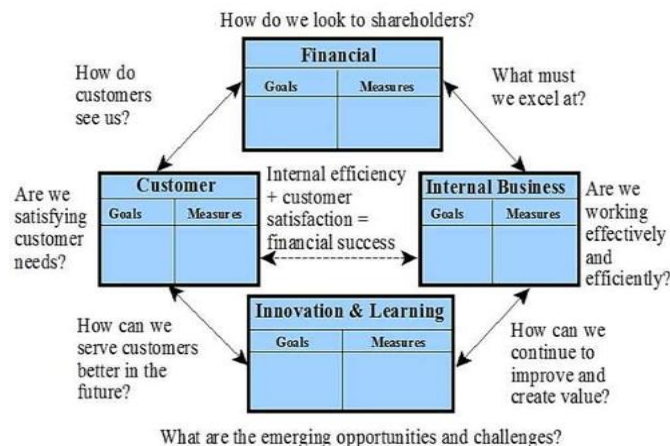 How do we look to shareholders?
Financial
Goals Measures
How do
customers
see us?
What must
we excel at?
Are we
satisfying
customer
needs?
Customer
Goals Measures
Internal efficiency
+ customer
satisfaction =
financial success
Internal Business
Goals Measures
Are we
working
effectively
and
efficiently?
How can we
serve customers
better in the
future?
Innovation & Learning
Goals Measures
How can we
continue to
improve and
create value?
What are the emerging opportunities and challenges?